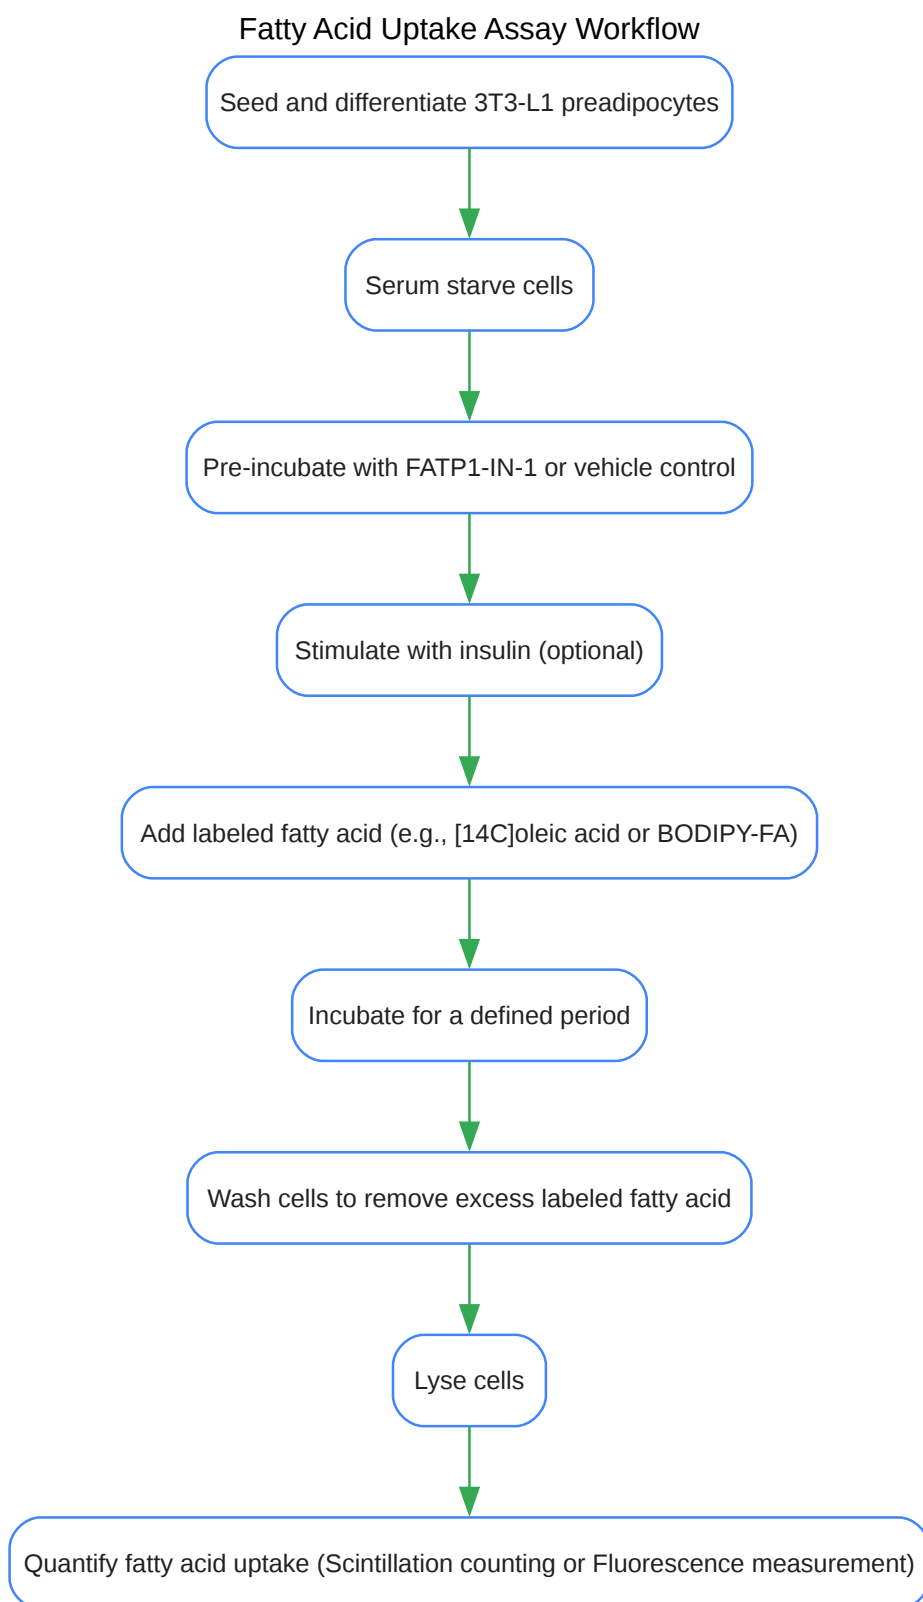 Fatty Acid Uptake Assay Workflow
Seed and differentiate 3T3-L1 preadipocytes
Serum starve cells
Pre-incubate with FATP1-IN-1 or vehicle control
Stimulate with insulin (optional)
Add labeled fatty acid (e.g., [14C]oleic acid or BODIPY-FA)
Incubate for a defined period
Wash cells to remove excess labeled fatty acid
Lyse cells
Quantify fatty acid uptake (Scintillation counting or Fluorescence measurement)